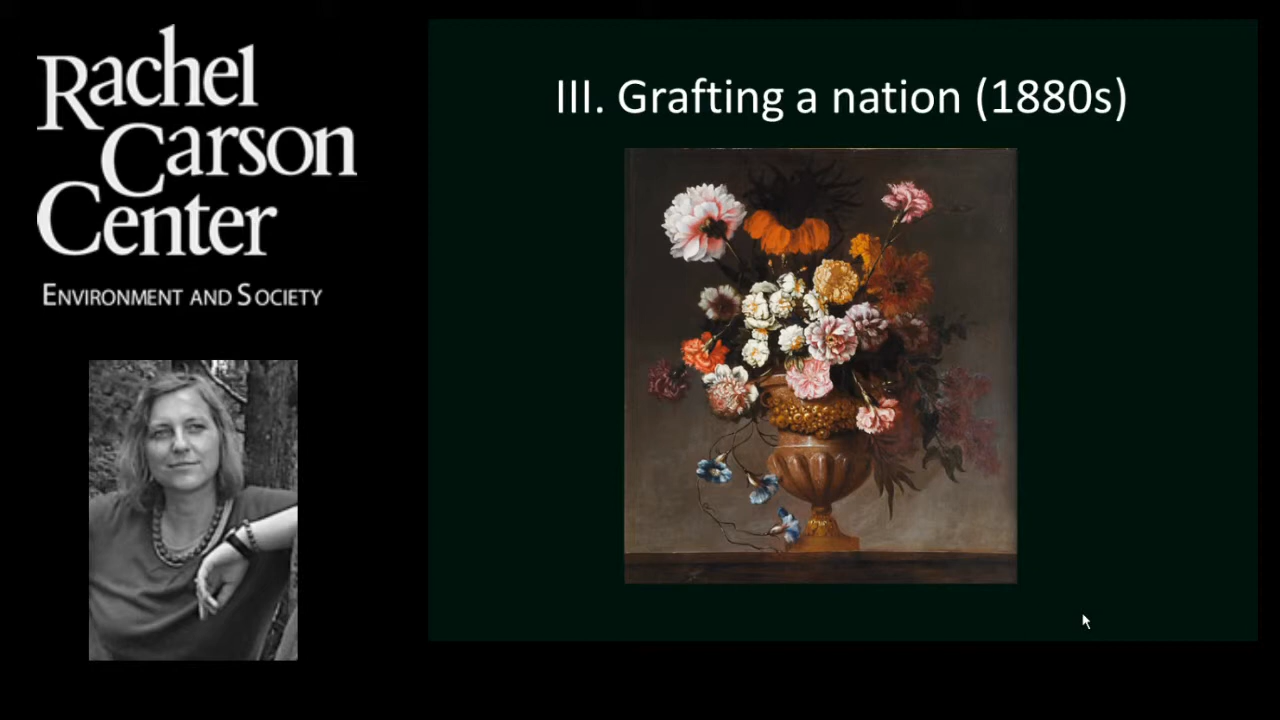 Rachel
Carson
Center
ENVIRONMENT AND SOCIETY
III. Grafting a nation (1880s)